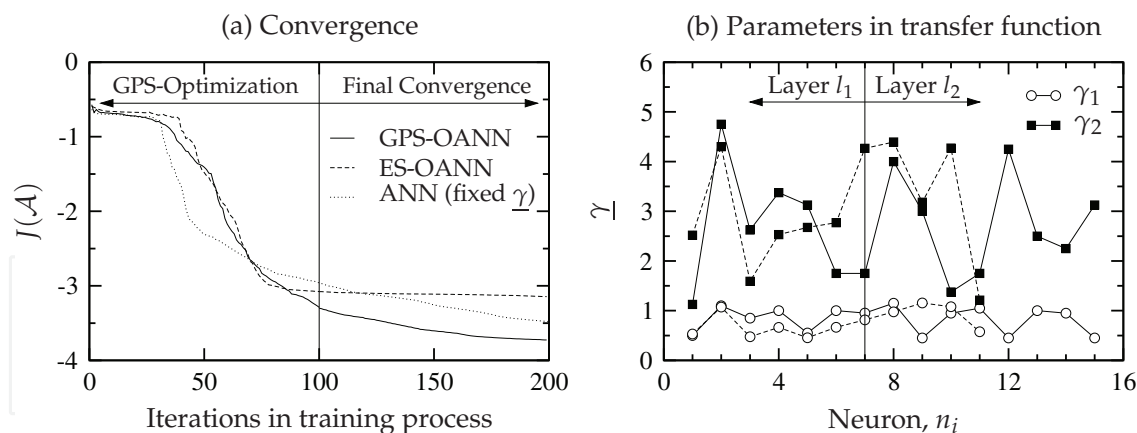 (a) Convergence
GPS-Optimization
Final Convergence
GPS-OANN
ES-OANN
ANN (fixed γ)
J(A)
0
-1
-2
-3
-4
0 50 100 150 200
Iterations in training process
(b) Parameters in transfer function
Layer l1
Layer l2
γ1
γ2
γ
6
5
4
3
2
1
0
0 4 8 12 16
Neuron, ni